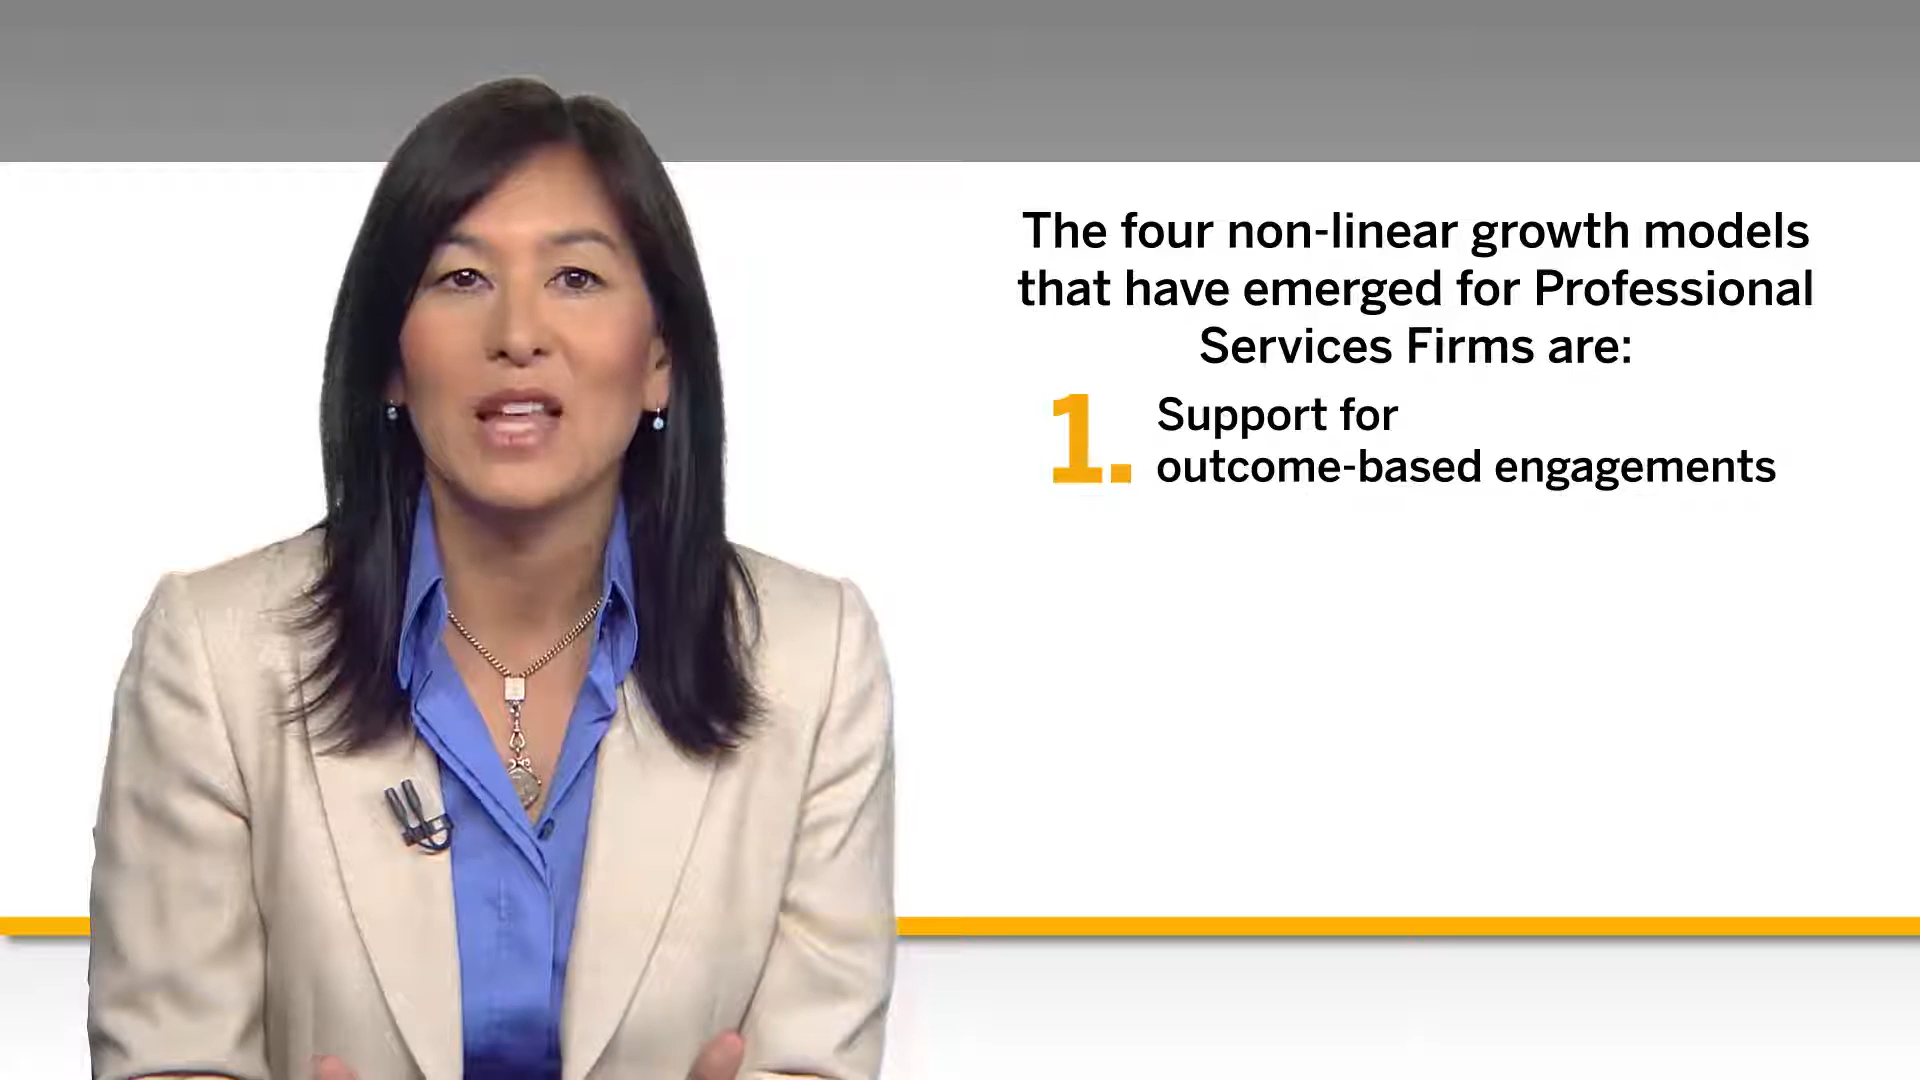 The four non-linear growth models
that have emerged for Professional
Services Firms are:
1. Support for
outcome-based engagements